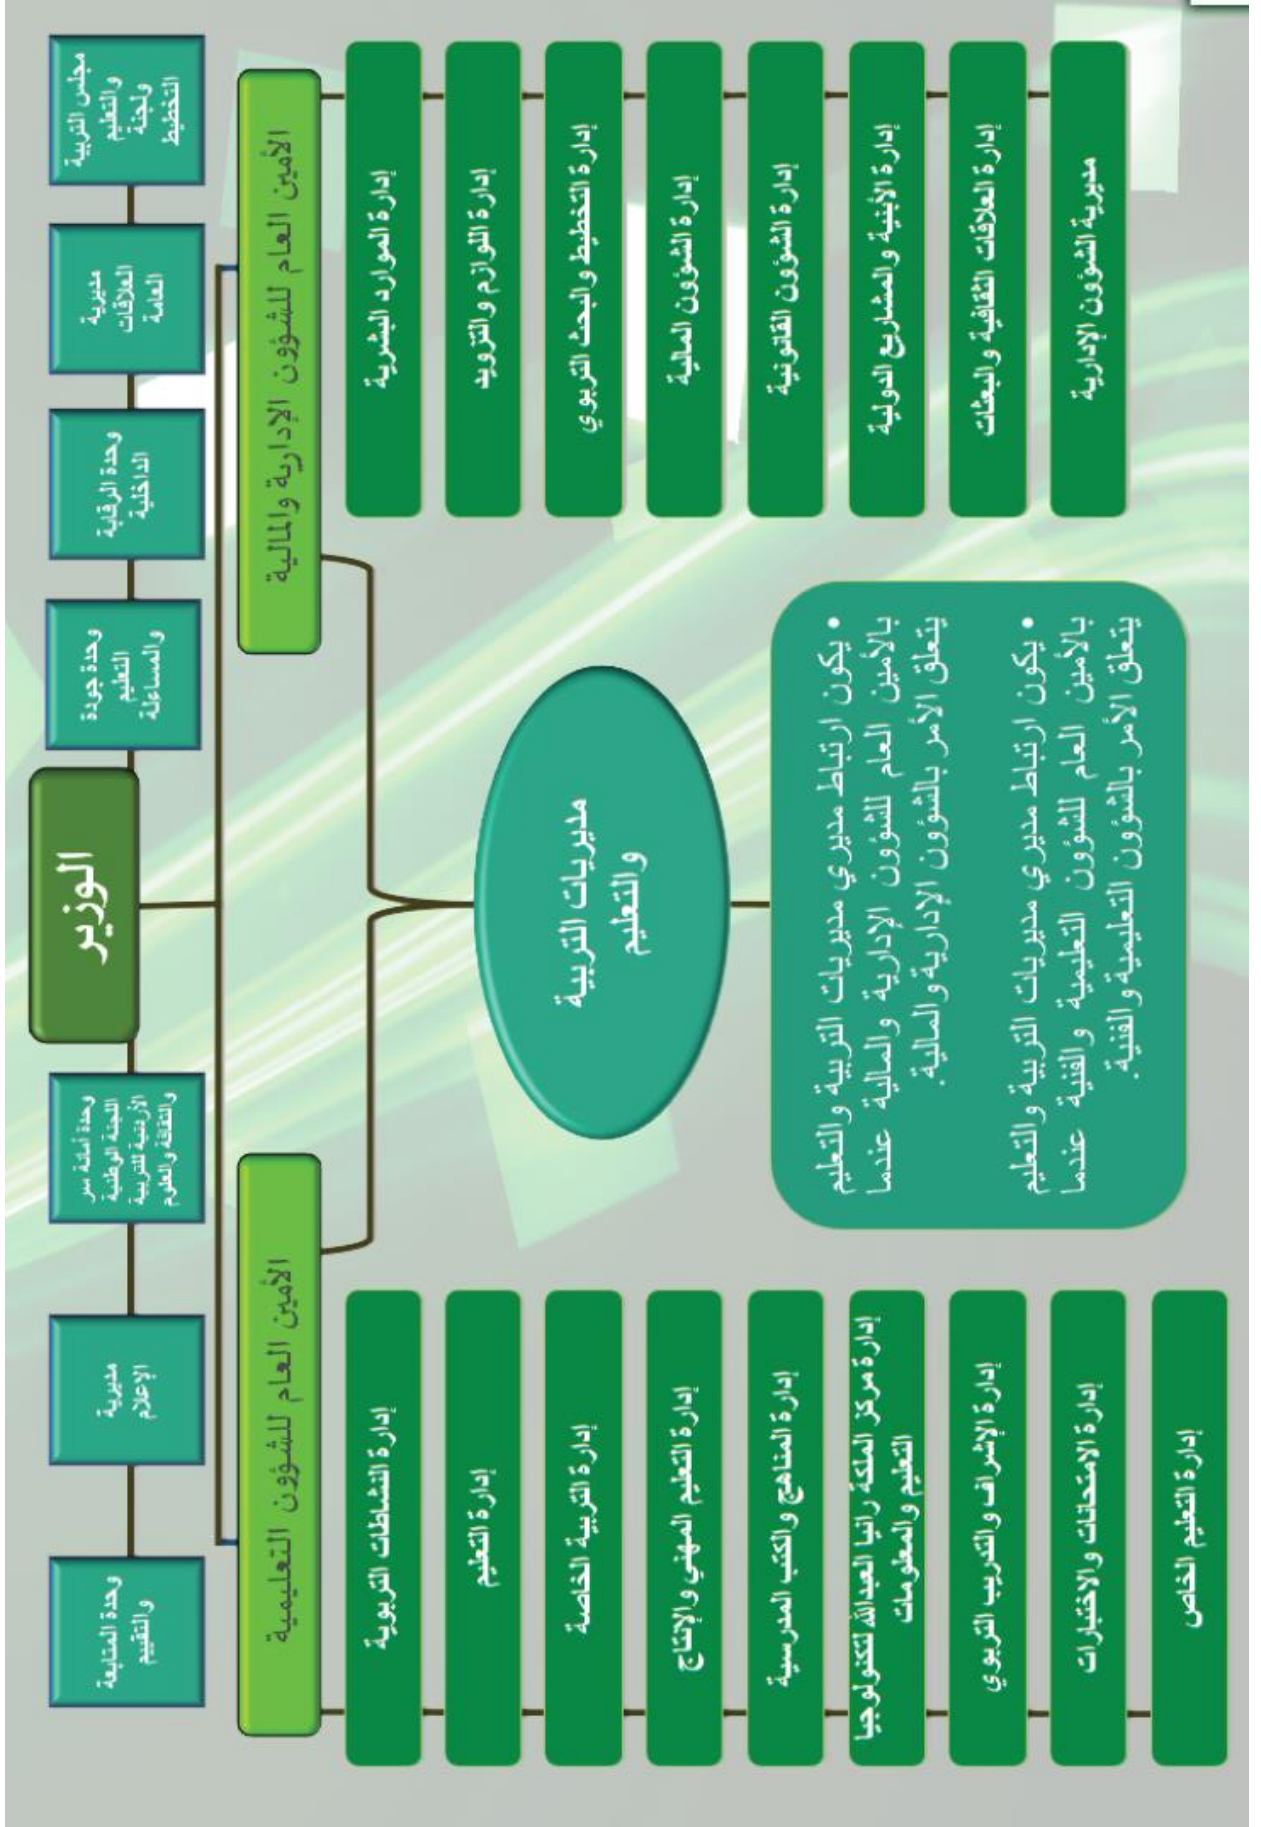 الوزير
مجلس التربية
والتعليم
ولجنة
التخطيط
مديرية
العلاقات
العامة
وحدة الرقابة
الداخلية
وحدة جودة
التعليم
والمساءلة
وحدة أمانة سر
اللجنة الوطنية
الأردنية للتربية
والثقافة والعلوم
مديرية
الإعلام
وحدة المتابعة
والتقييم
الأمين العام للشؤون الإدارية والمالية
إدارة الموارد البشرية
إدارة اللوازم والتزويد
إدارة التخطيط والبحث التربوي
إدارة الشؤون المالية
إدارة الشؤون القانونية
إدارة الأبنية والمشاريع الدولية
إدارة العلاقات الثقافية والبعثات
مديرية الشؤون الإدارية
مديريات التربية
والتعليم
• يكون ارتباط مديري مديريات التربية والتعليم
بالأمين العام للشؤون الإدارية والمالية عندما
يتعلق الأمر بالشؤون الإدارية والمالية.
• يكون ارتباط مديري مديريات التربية والتعليم
بالأمين العام للشؤون التعليمية والفنية عندما
يتعلق الأمر بالشؤون التعليمية والفنية.
الأمين العام للشؤون التعليمية
إدارة النشاطات التربوية
إدارة التعليم
إدارة التربية الخاصة
إدارة التعليم المهني والإنتاج
إدارة المناهج والكتب المدرسية
إدارة مركز الملكة رانيا العبدالله لتكنولوجيا
التعليم والمعلومات
إدارة الإشراف والتدريب التربوي
إدارة الامتحانات والاختبارات
إدارة التعليم الخاص